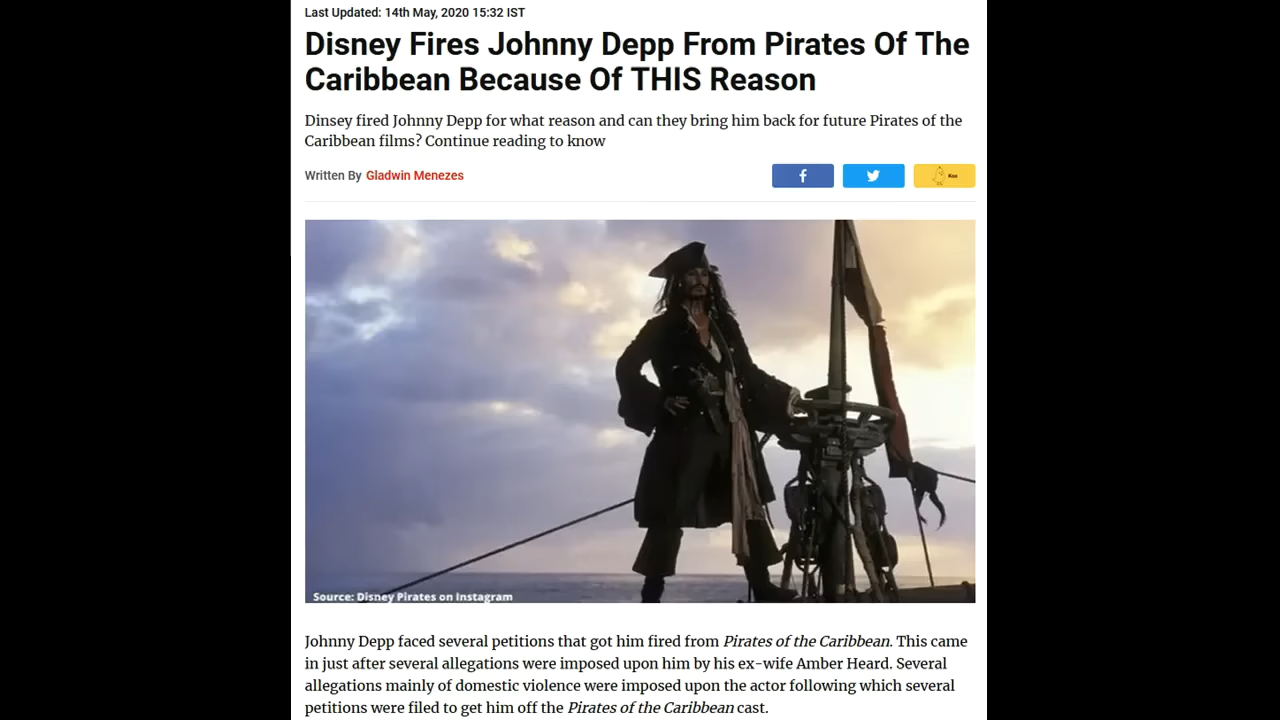 Last Updated: 14th May, 2020 15:32 IST
Disney Fires Johnny Depp From Pirates Of The
Caribbean Because Of THIS Reason
Dinsey fired Johnny Depp for what reason and can they bring him back for future Pirates of the
Caribbean films? Continue reading to know
Written By Gladwin Menezes
f
Koo
Source: Disney Pirates on Instagram
Johnny Depp faced several petitions that got him fired from Pirates of the Caribbean. This came
in just after several allegations were imposed upon him by his ex-wife Amber Heard. Several
allegations mainly of domestic violence were imposed upon the actor following which several
petitions were filed to get him off the Pirates of the Caribbean cast.